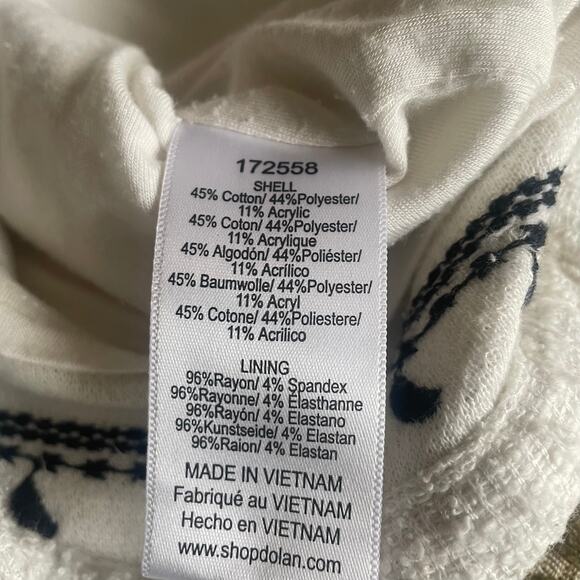 172558
SHELL
45% Cotton/ 44%Polyester/
11% Acrylic
45% Coton/ 44%Polyester/
11% Acrylique
45% Algodón/ 44%Poliéster/
11% Acrílico
45% Baumwolle/ 44%Polyester/
11% Acryl
45% Cotone/ 44%Poliestere/
11% Acrilico
LINING
96%Rayon/ 4% Spandex
96%Rayonne/ 4% Élasthanne
96%Rayón/ 4% Elastano
96%Kunstseide/ 4% Elastan
96%Raion/ 4% Elastan
MADE IN VIETNAM
Fabriqué au VIETNAM
Hecho en VIETNAM
www.shopdolan.com